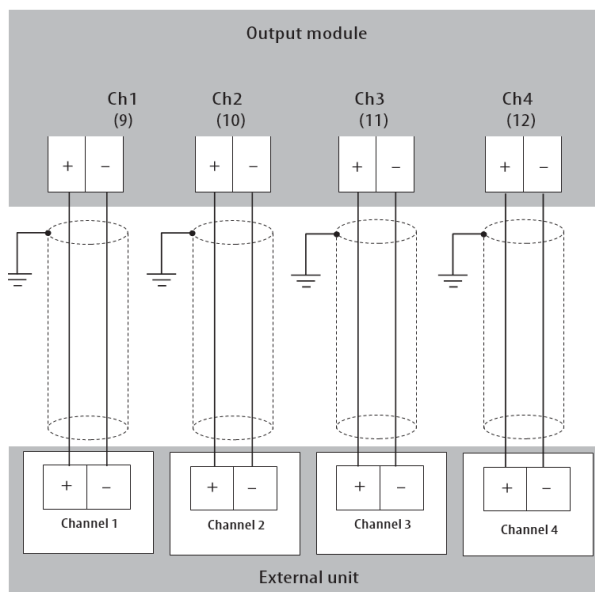 Output module
Ch1 Ch2 Ch3 Ch4
(9) (10) (11) (12)
+ – + – + – + –
+ – + – + – + –
Channel 1 Channel 2 Channel 3 Channel 4
External unit